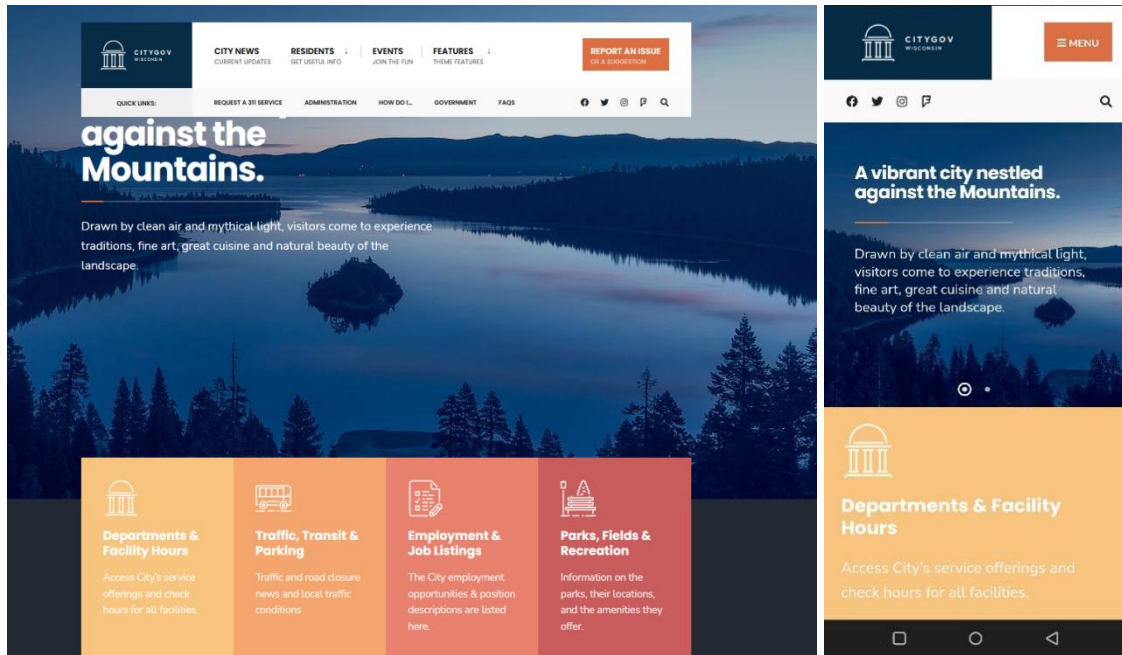 CITYGOV
WISCONSIN
CITY NEWS
CURRENT UPDATES
RESIDENTS ↓
GET USEFUL INFO
EVENTS
JOIN THE FUN
FEATURES ↓
THEME FEATURES
REPORT AN ISSUE
OR A SUGGESTION
QUICK LINKS:
REQUEST A 311 SERVICE
ADMINISTRATION
HOW DO I...
GOVERNMENT
FAQS
against the
Mountains.
Drawn by clean air and mythical light, visitors come to experience
traditions, fine art, great cuisine and natural beauty of the
landscape.
Departments &
Facility Hours
Access City's service
offerings and check
hours for all facilities.
Traffic, Transit &
Parking
Traffic and road closure
news and local traffic
conditions
Employment &
Job Listings
The City employment
opportunities & position
descriptions are listed
here.
Parks, Fields &
Recreation
Information on the
parks, their locations,
and the amenities they
offer.
CITYGOV
WISCONSIN
MENU
A vibrant city nestled
against the Mountains.
Drawn by clean air and mythical light,
visitors come to experience traditions,
fine art, great cuisine and natural
beauty of the landscape.
Departments & Facility
Hours
Access City's service offerings and
check hours for all facilities.